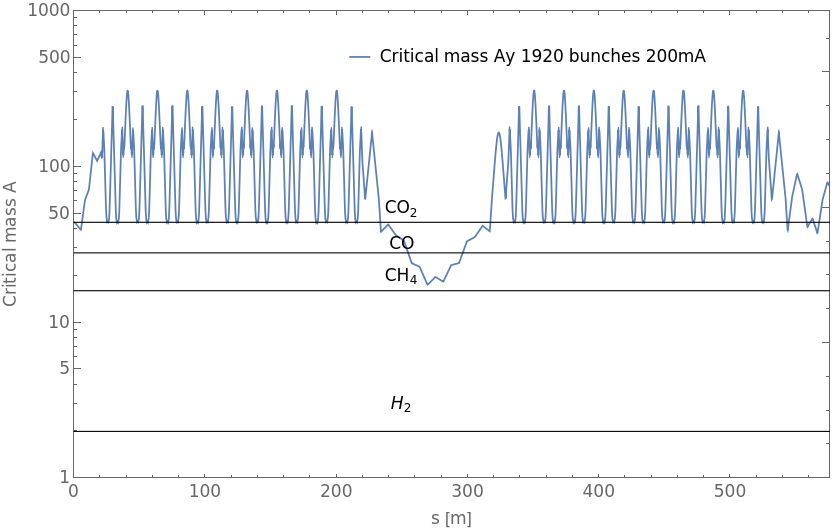 1000
500
100
50
10
5
1
Critical mass A
Critical mass Ay 1920 bunches 200mA
CO₂
CO
CH₄
H₂
0 100 200 300 400 500
s [m]